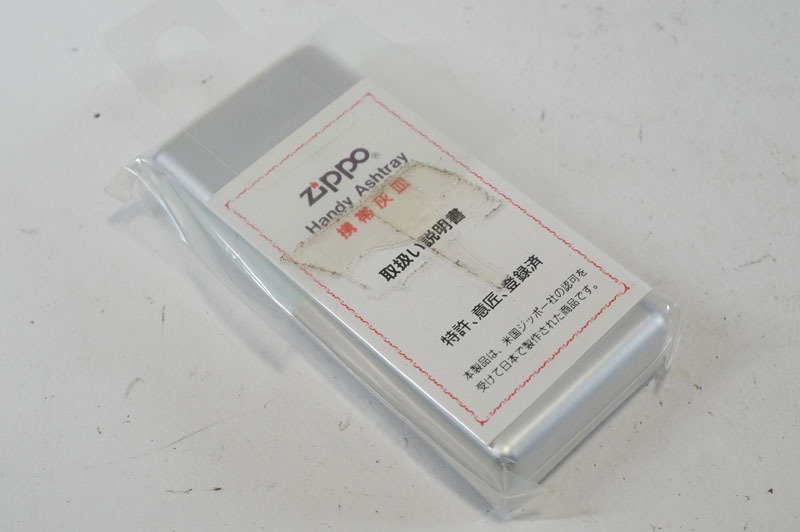 zippo®
Handy Ashtray
携帯灰皿
取扱い説明書
特許、意匠、登録済
本製品は、米国ジッポー社の認可を
受けて日本で製作された商品です。